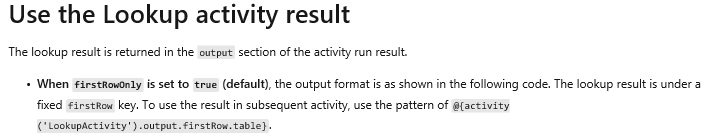 Use the Lookup activity result
The lookup result is returned in the output section of the activity run result.
• When firstRowOnly is set to true (default), the output format is as shown in the following code. The lookup result is under a
fixed firstRow key. To use the result in subsequent activity, use the pattern of @{activity
('LookupActivity').output.firstRow.table}.